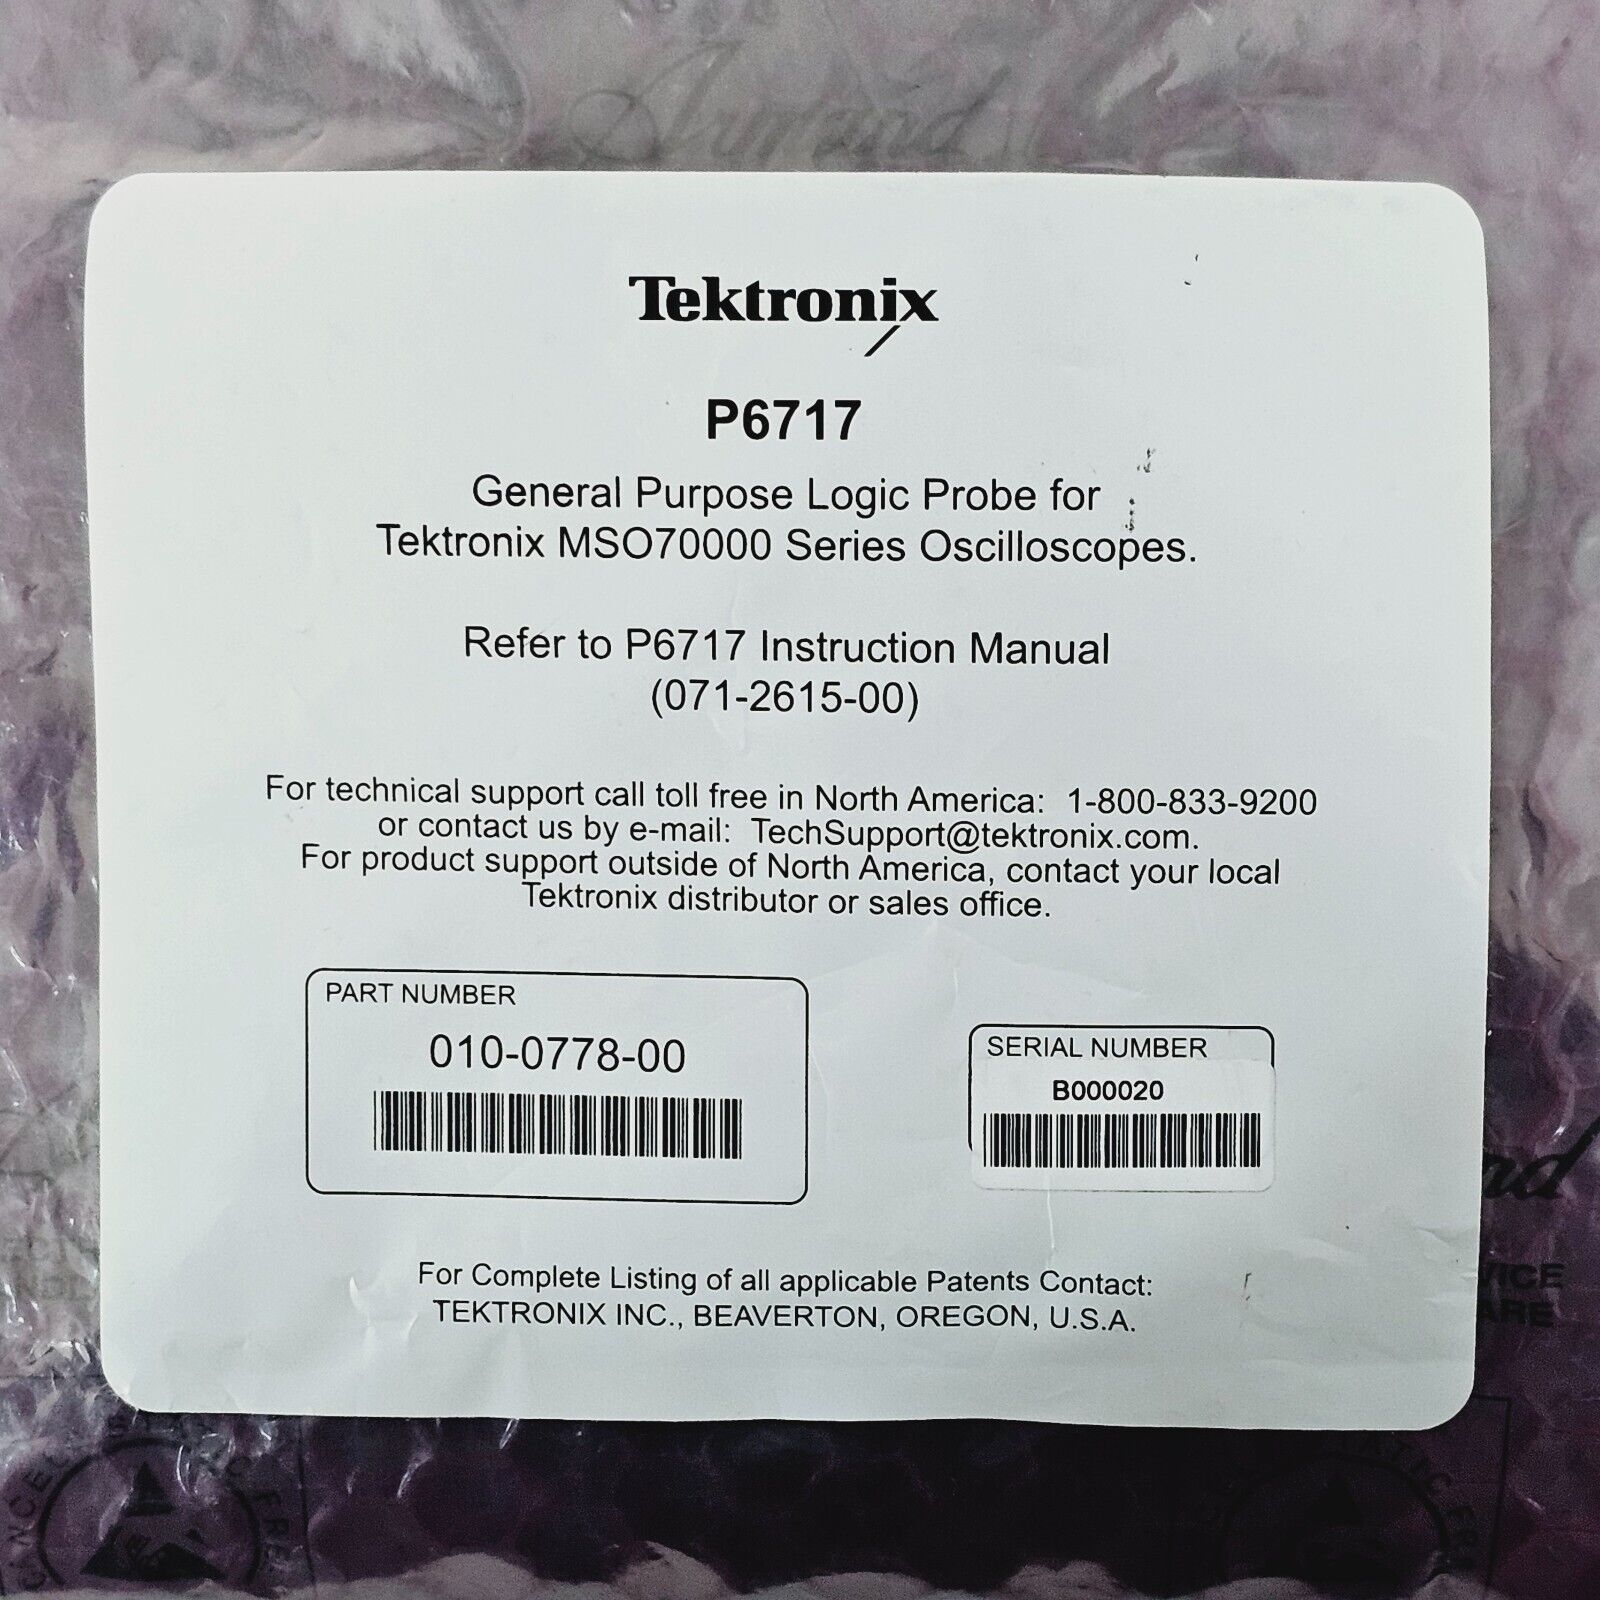 Armand
Tektronix
P6717
General Purpose Logic Probe for
Tektronix MSO70000 Series Oscilloscopes.
Refer to P6717 Instruction Manual
(071-2615-00)
For technical support call toll free in North America: 1-800-833-9200
or contact us by e-mail: TechSupport@tektronix.com.
For product support outside of North America, contact your local
Tektronix distributor or sales office.
PART NUMBER
010-0778-00
SERIAL NUMBER
B000020
For Complete Listing of all applicable Patents Contact:
TEKTRONIX INC., BEAVERTON, OREGON, U.S.A.